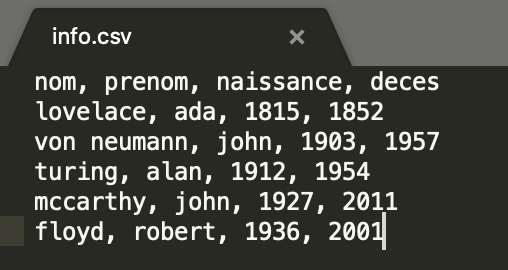 info.csv ×
nom, prenom, naissance, deces
lovelace, ada, 1815, 1852
von neumann, john, 1903, 1957
turing, alan, 1912, 1954
mccarthy, john, 1927, 2011
floyd, robert, 1936, 2001